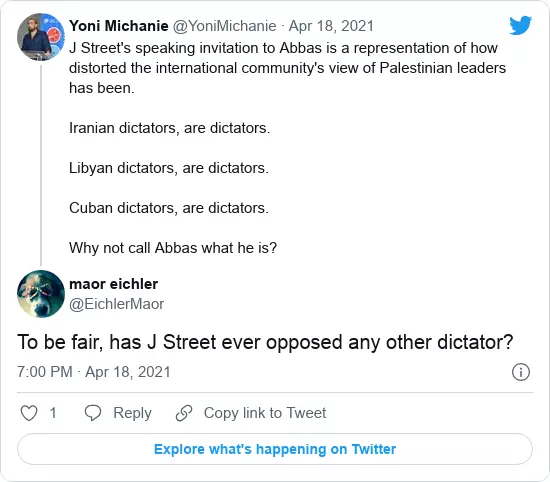 Yoni Michanie @YoniMichanie · Apr 18, 2021
J Street's speaking invitation to Abbas is a representation of how
distorted the international community's view of Palestinian leaders
has been.
Iranian dictators, are dictators.
Libyan dictators, are dictators.
Cuban dictators, are dictators.
Why not call Abbas what he is?
maor eichler
@EichlerMaor
To be fair, has J Street ever opposed any other dictator?
7:00 PM · Apr 18, 2021
1 Reply Copy link to Tweet
Explore what's happening on Twitter